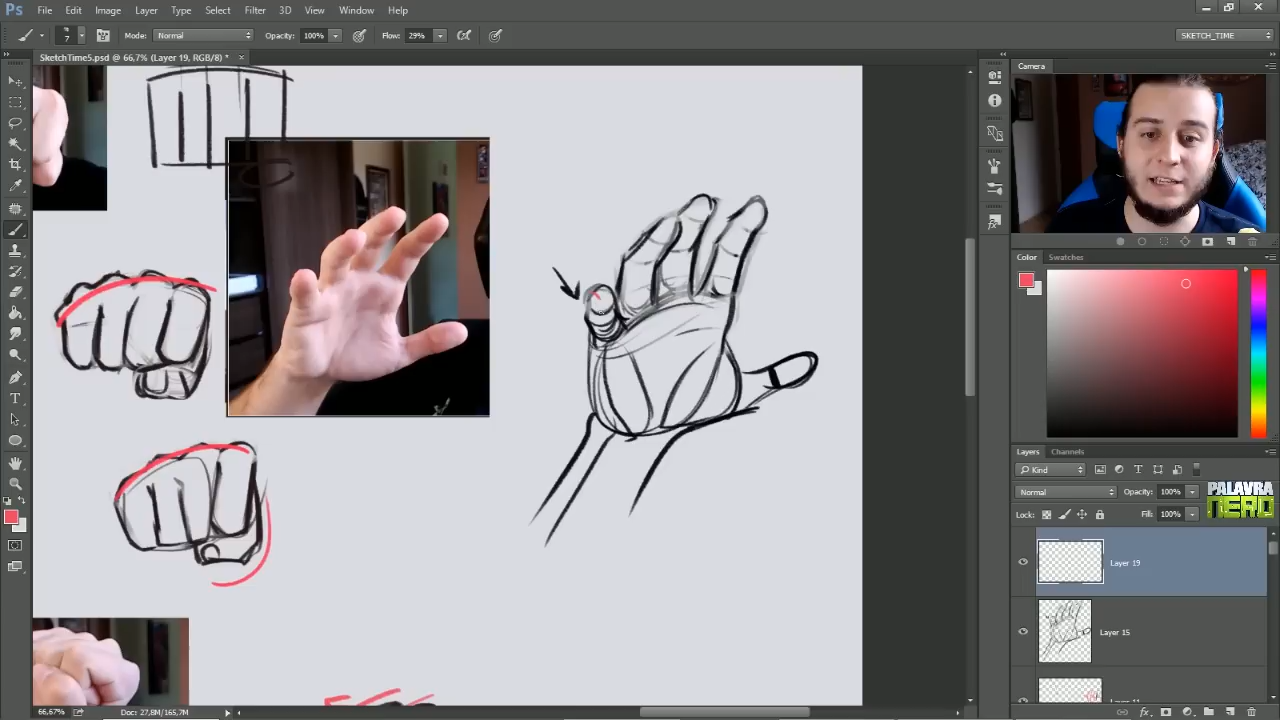 Ps File Edit Image Layer Type Select Filter 3D View Window Help
7 Mode: Normal Opacity: 100% Flow: 29% SKETCH_TIME
SketchTime5.psd @ 66,7% (Layer 19, RGB/8) *
Camera
Color Swatches
Layers Channels
Kind
Normal Opacity: 100%
PALAVRA
NERD
Lock: Fill: 100%
Layer 19
Layer 15
66,67% Doc: 27,8M/165,7M